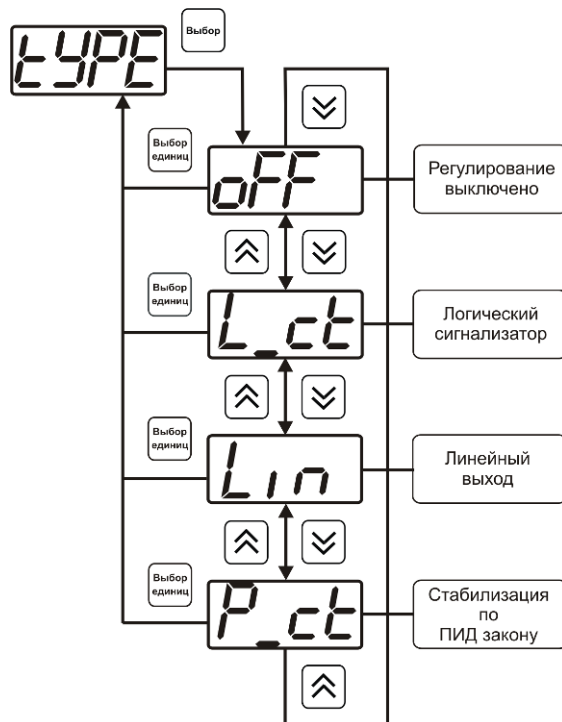 tYPE
Выбор
Выбор
единиц
oFF
Регулирование
выключено
Выбор
единиц
L_ct
Логический
сигнализатор
Выбор
единиц
Lin
Линейный
выход
Выбор
единиц
P_ct
Стабилизация
по
ПИД закону